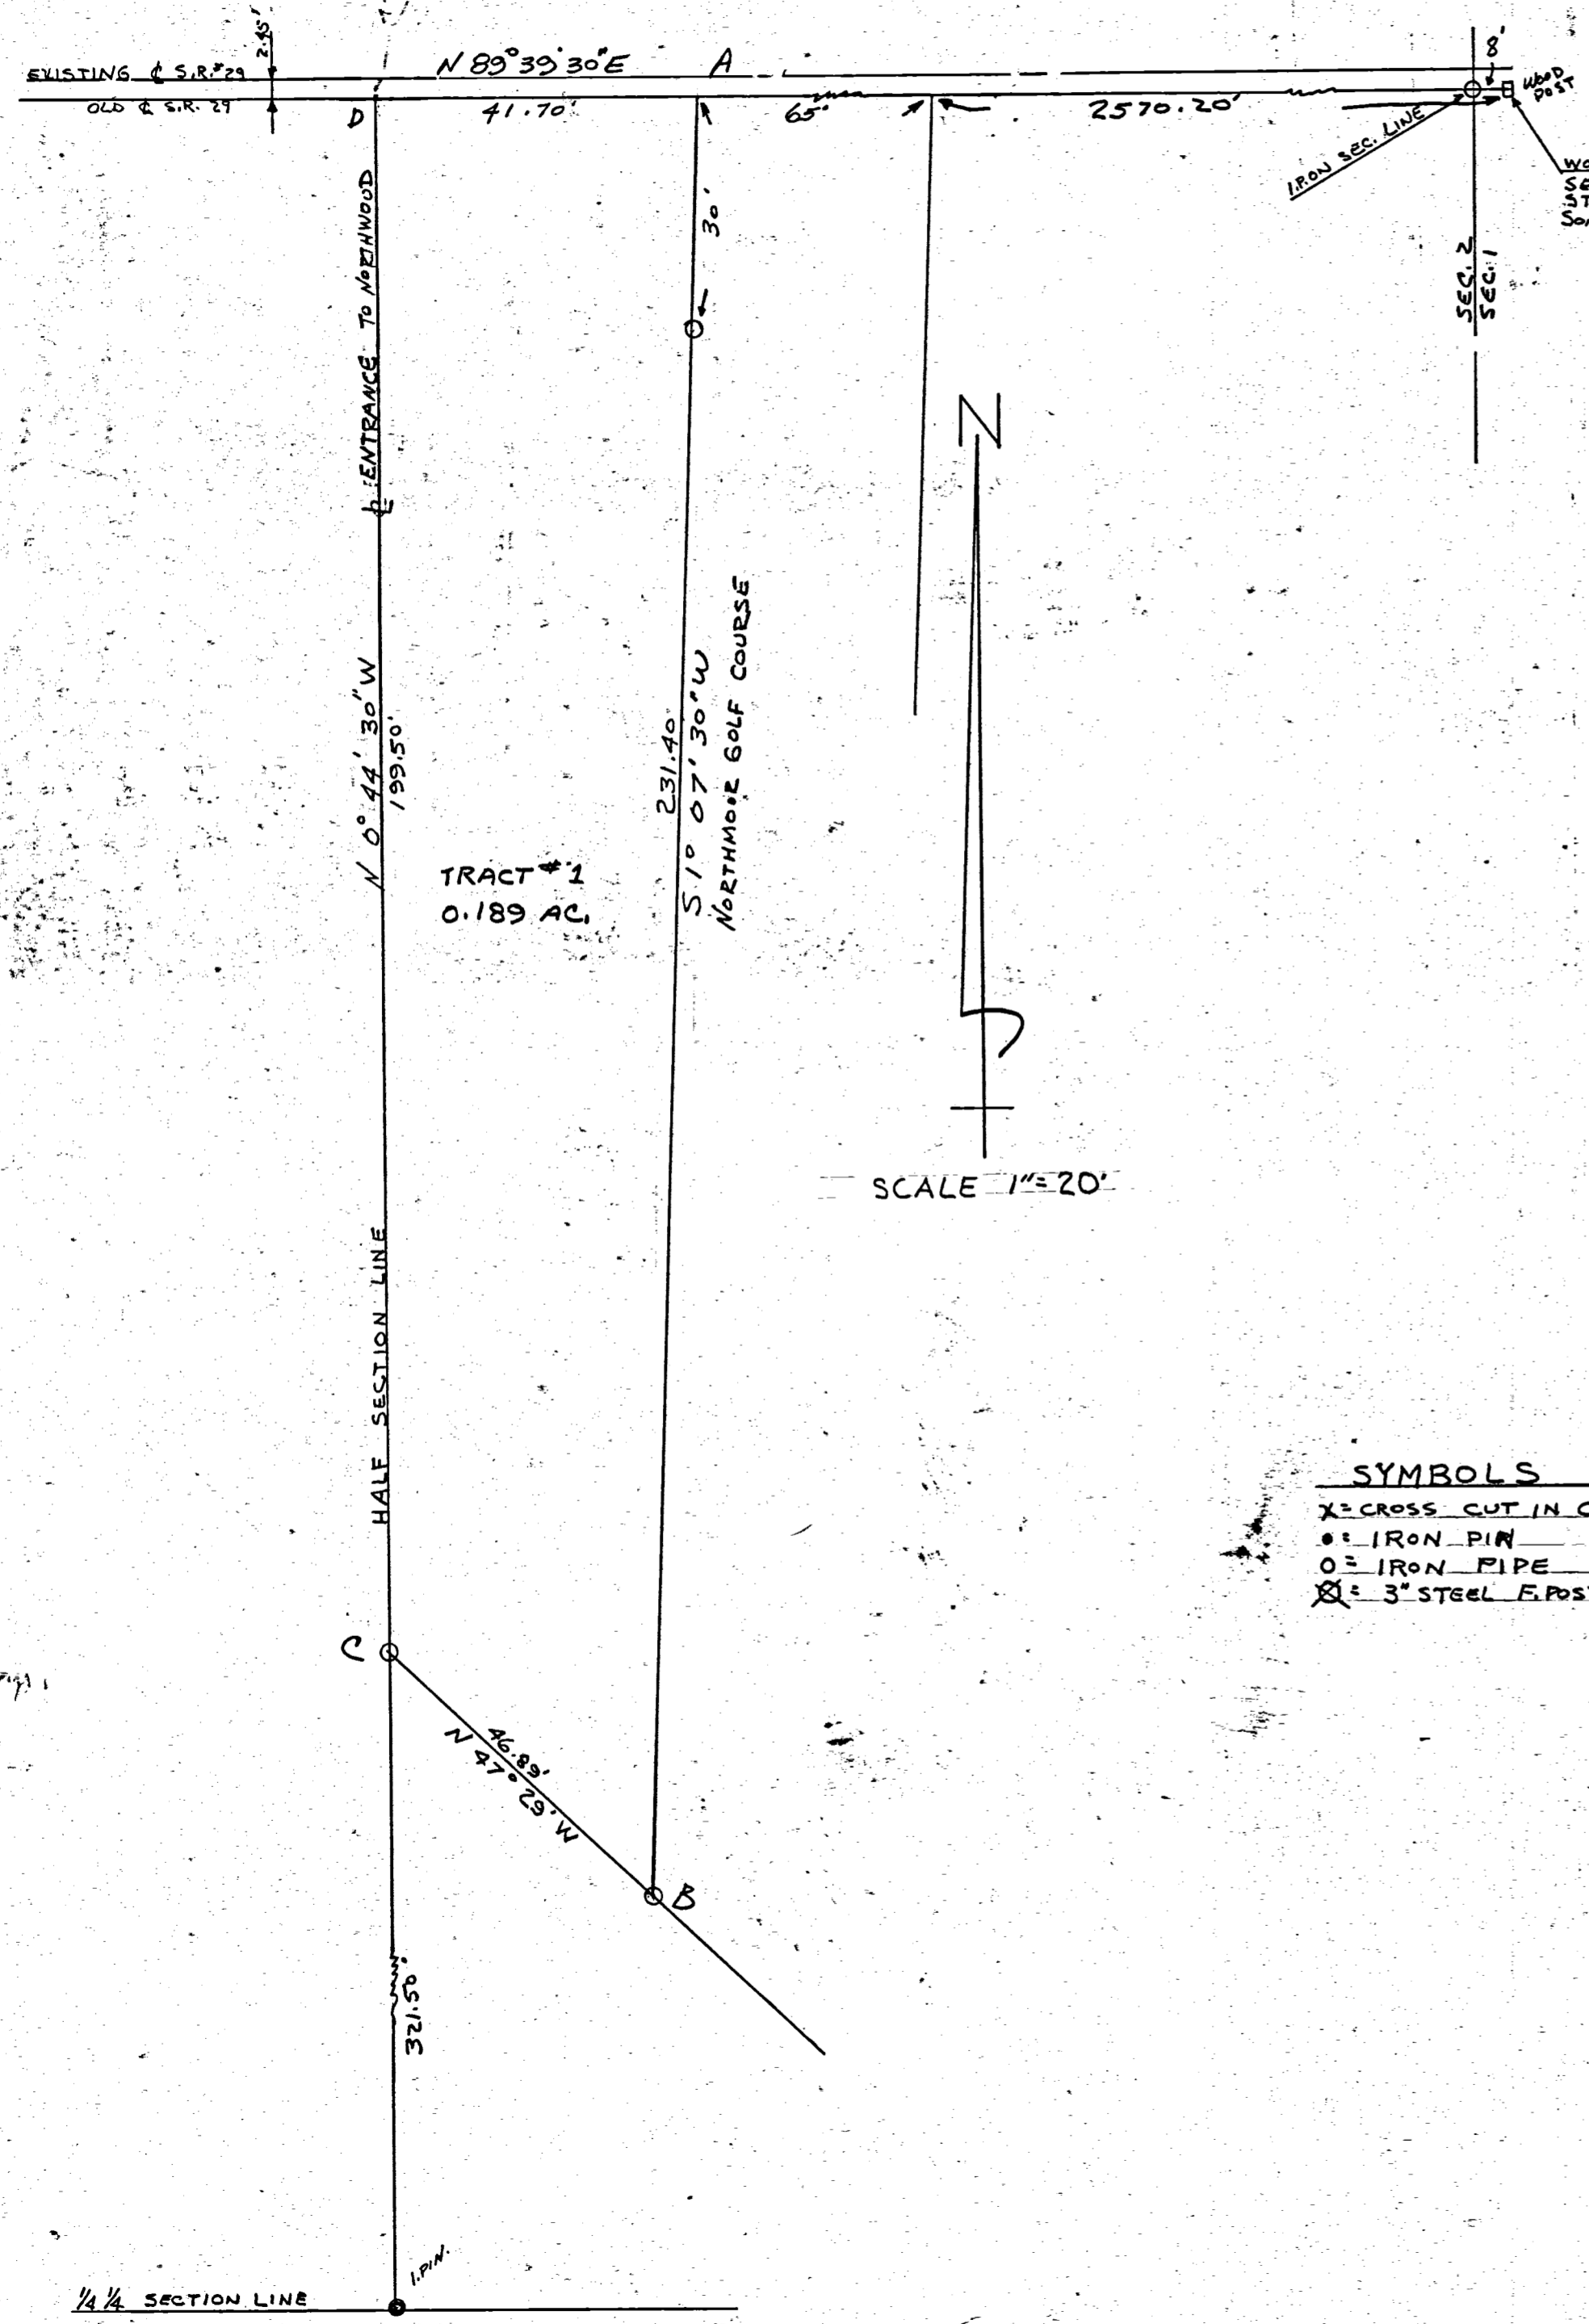 2.45'
EXISTING ℄ S.R.#29
N 89° 39' 30" E
A
8'
WOOD
POST
OLD ℄ S.R. 29
D
41.70'
65'
2570.20'
I.RON SEC. LINE
SEC. 2
SEC. 1
30'
℄ ENTRANCE TO NORTHWOOD
N
N 0° 44' 30" W
199.50'
231.40
S 1° 07' 30" W
NORTHMOOR GOLF COURSE
TRACT #1
0.189 AC.
SCALE 1"=20'
HALF SECTION LINE
SYMBOLS
X= CROSS CUT IN
●= IRON PIN
O= IRON PIPE
= 3" STEEL F. POS
C
46.89'
N 47° 29' W
B
321.50'
I.PIN.
1/4 1/4 SECTION LINE